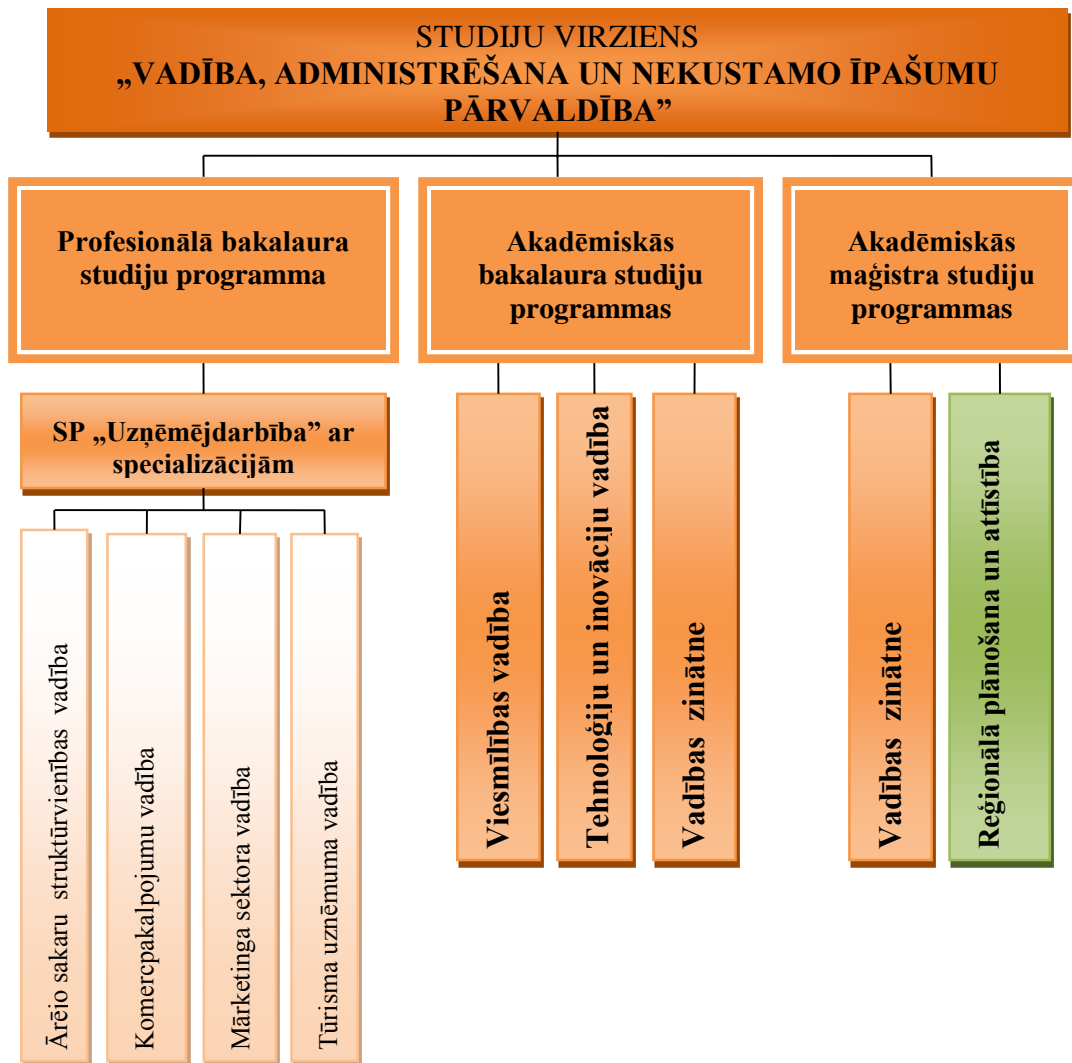 STUDIJU VIRZIENS
„VADĪBA, ADMINISTRĒŠANA UN NEKUSTAMO ĪPAŠUMU
PĀRVALDĪBA”
Profesionālā bakalaura
studiju programma
Akadēmiskās
bakalaura studiju
programmas
Akadēmiskās
maģistra studiju
programmas
SP „Uzņēmējdarbība” ar
specializācijām
Ārējo sakaru struktūrvienības vadība
Komercpakalpojumu vadība
Mārketinga sektora vadība
Tūrisma uzņēmuma vadība
Viesmīlības vadība
Tehnoloģiju un inovāciju vadība
Vadības zinātne
Vadības zinātne
Reģionālā plānošana un attīstība